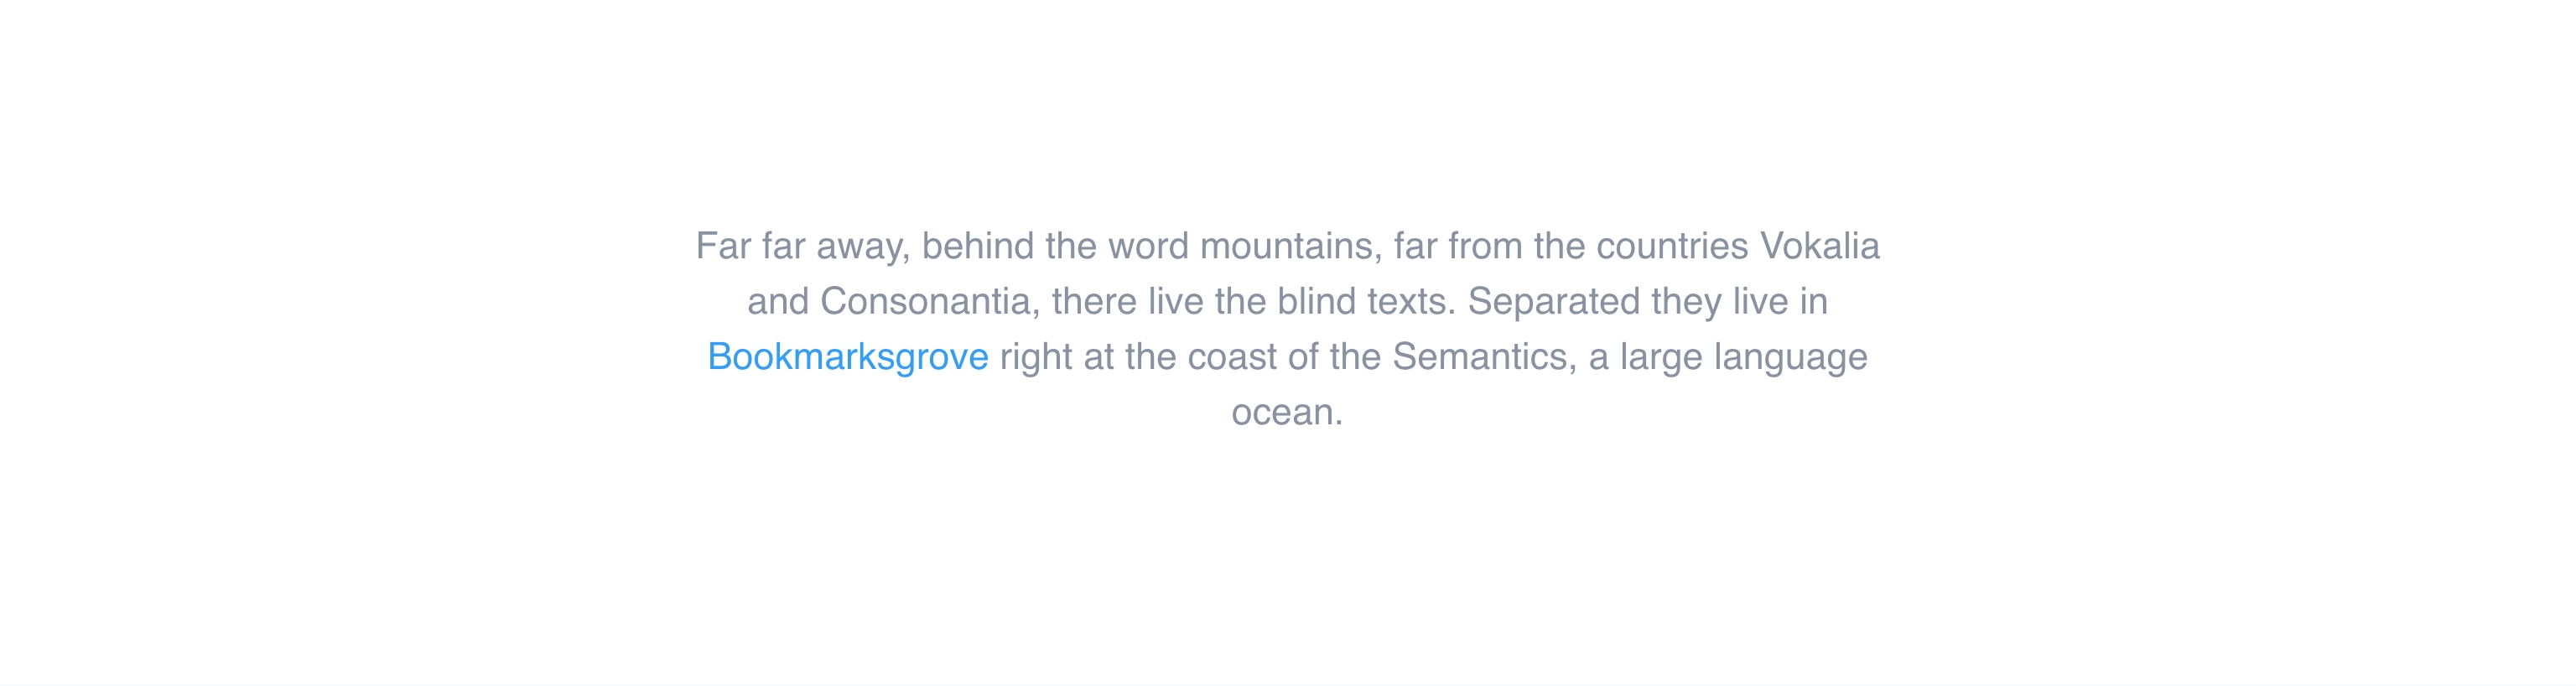 Far far away, behind the word mountains, far from the countries Vokalia
and Consonantia, there live the blind texts. Separated they live in
Bookmarksgrove right at the coast of the Semantics, a large language
ocean.